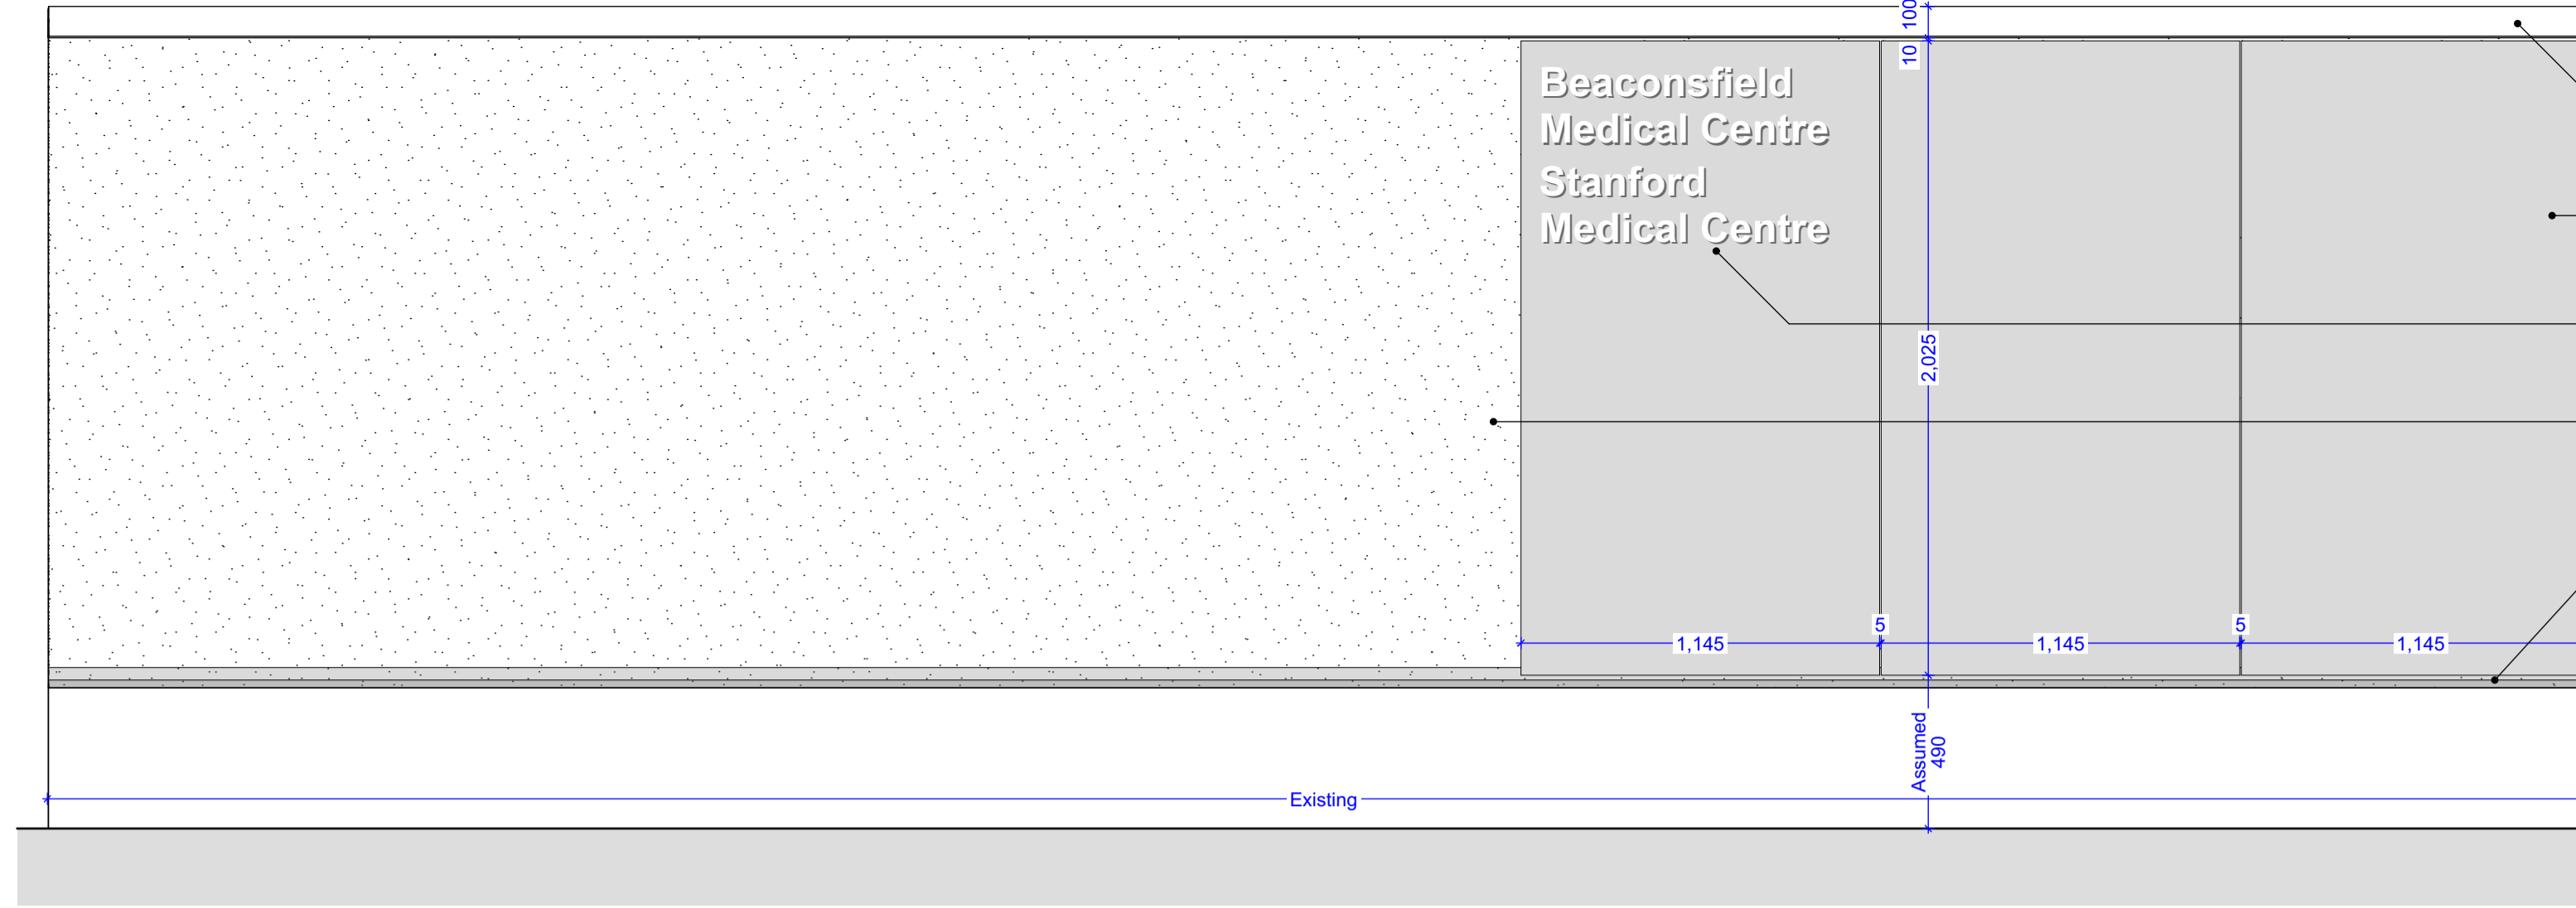 100
10
Beaconsfield
Medical Centre
Stanford
Medical Centre
2,025
5
5
1,145
1,145
1,145
Assumed
490
Existing